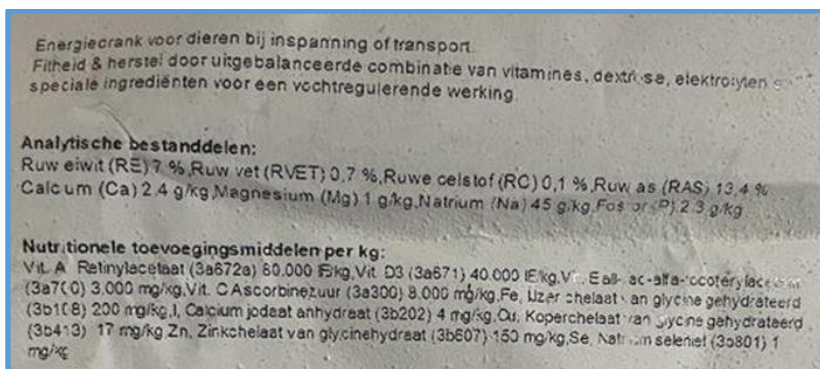 Energiedrank voor dieren bij inspanning of transport.
Fitheid & herstel door uitgebalanceerde combinatie van vitamines, dextrose, elektrolyten
speciale ingrediënten voor een vochtregulerende werking.
Analytische bestanddelen:
Ruw eiwit (RE) 7 %,Ruw vet (RVET) 0,7 %,Ruwe celstof (RC) 0,1 %,Ruw as (RAS) 13,4 %
Calcium (Ca) 2.4 g/kg,Magnesium (Mg) 1 g/kg,Natrium (Na) 45 g/kg,Fosfor (P) 2.3 g/kg
Nutritionele toevoegingsmiddelen per kg:
Vit. A Retinylacetaat (3a672a) 80.000 IE/kg,Vit. D3 (3a671) 40.000 IE/kg,Vit. E
(3a700) 3.000 mg/kg,Vit. C Ascorbinezuur (3a300) 8.000 mg/kg,Fe, IJzer chelaat van glycine gehydrateerd
(3b108) 200 mg/kg,I, Calcium jodaat anhydraat (3b202) 4 mg/kg,Cu, Koperchelaat van glycine gehydrateerd
(3b413) 17 mg/kg,Zn, Zinkchelaat van glycinehydraat (3b607) 150 mg/kg,Se, Natrium seleniet (3b801) 1
mg/kg